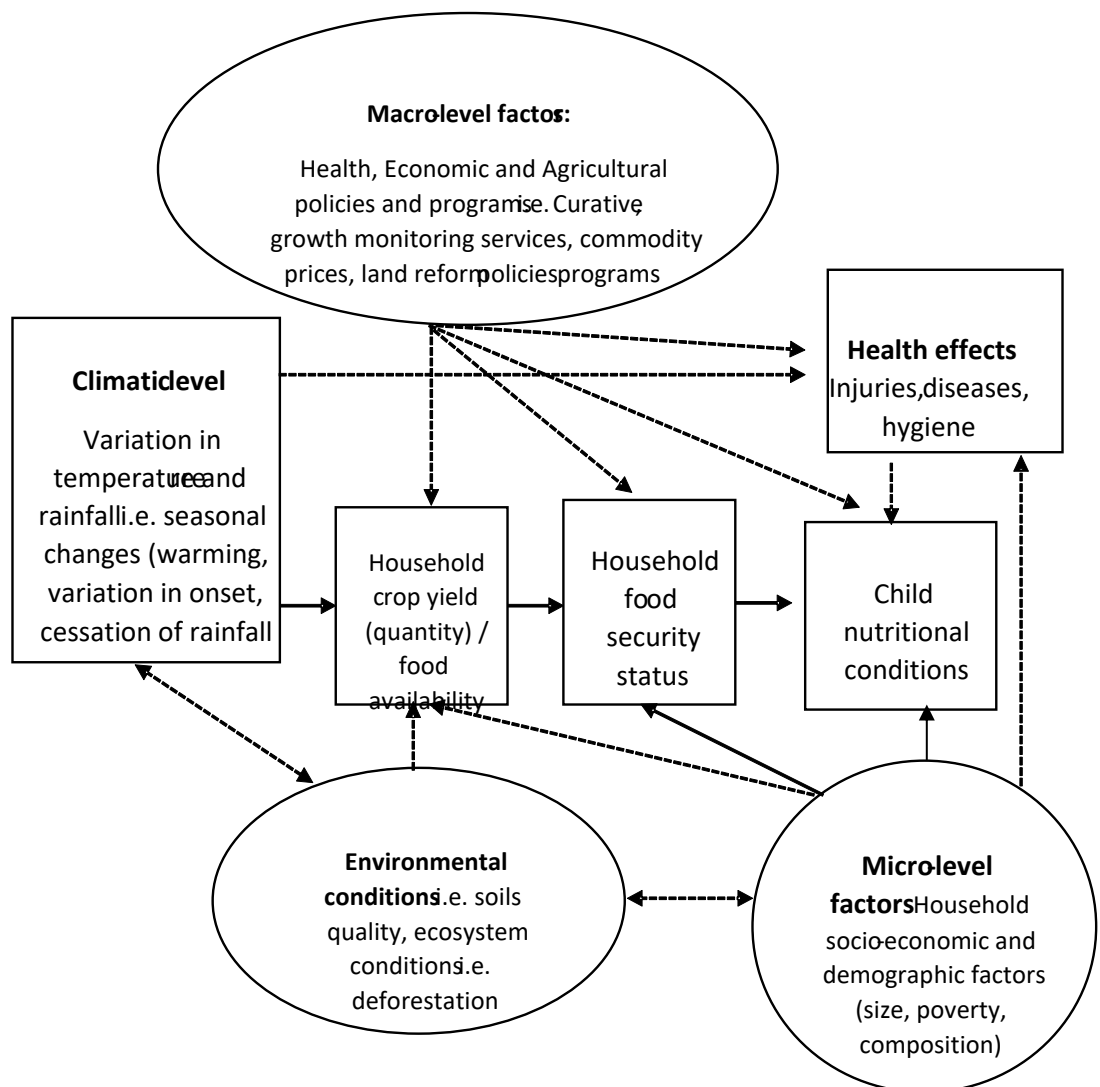 Macro-level factors:
Health, Economic and Agricultural
policies and programs i.e. Curative,
growth monitoring services, commodity
prices, land reform policies programs
Health effects
Injuries, diseases,
hygiene
Climatic level
Variation in
temperature and
rainfall i.e. seasonal
changes (warming,
variation in onset,
cessation of rainfall
Household
crop yield
(quantity) /
food
availability
Household
food
security
status
Child
nutritional
conditions
Environmental
conditions i.e. soils
quality, ecosystem
conditions i.e.
deforestation
Micro-level
factors Household
socio-economic and
demographic factors
(size, poverty,
composition)